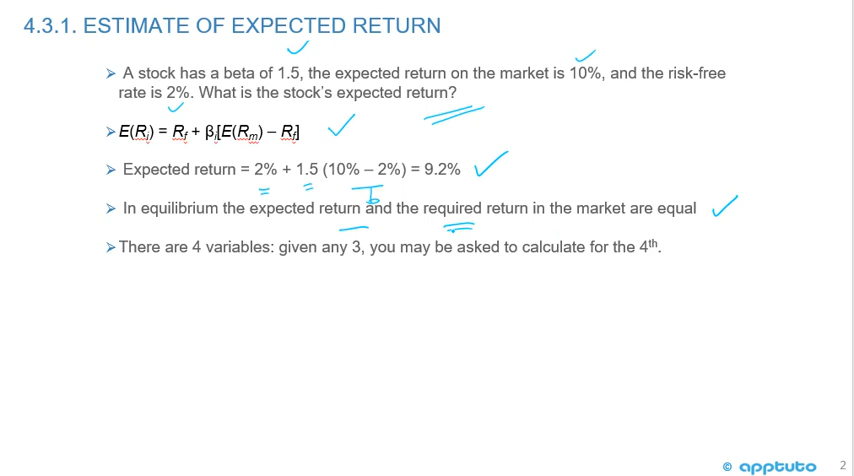 4.3.1. ESTIMATE OF EXPECTED RETURN
➢ A stock has a beta of 1.5, the expected return on the market is 10%, and the risk-free
rate is 2%. What is the stock's expected return?
➢ E(Ri) = Rf + βi[E(Rm) – Rf]
➢ Expected return = 2% + 1.5 (10% – 2%) = 9.2%
➢ In equilibrium the expected return and the required return in the market are equal
➢ There are 4 variables: given any 3, you may be asked to calculate for the 4th.
© apptuto 2